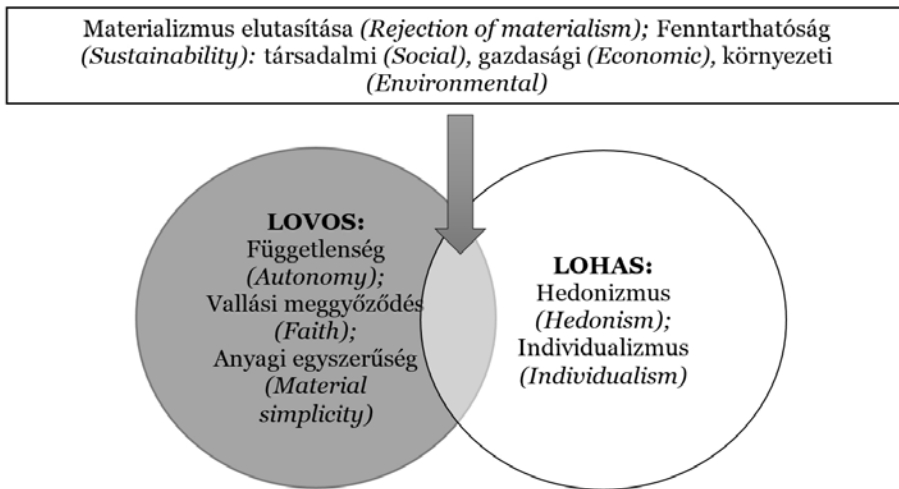 Materializmus elutasítása (Rejection of materialism); Fenntarthatóság
(Sustainability): társadalmi (Social), gazdasági (Economic), környezeti
(Environmental)
LOVOS:
Függetlenség
(Autonomy);
Vallási meggyőződés
(Faith);
Anyagi egyszerűség
(Material
simplicity)
LOHAS:
Hedonizmus
(Hedonism);
Individualizmus
(Individualism)